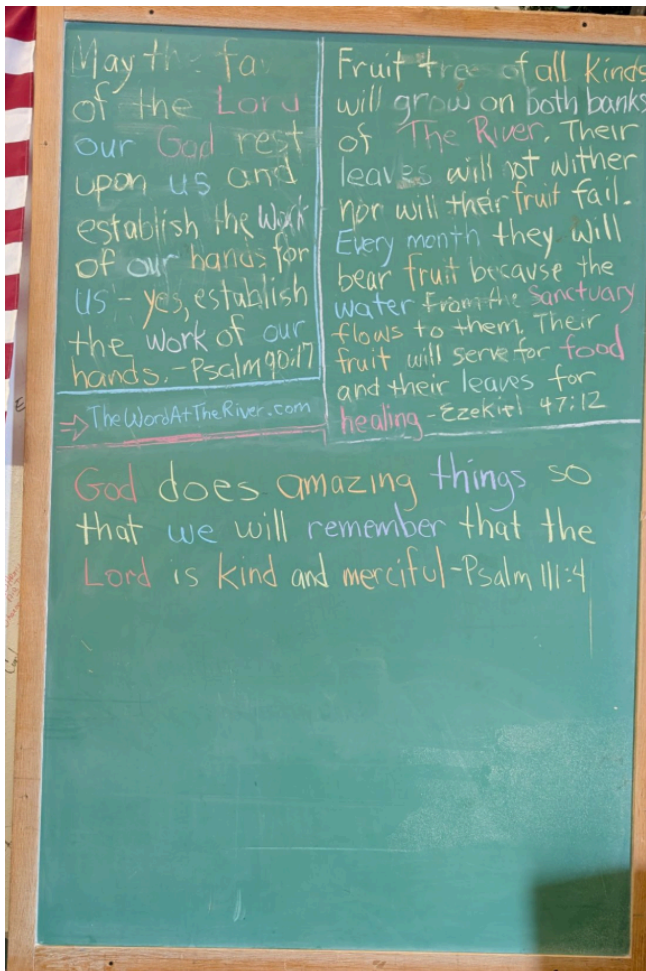 May the fa
of the Lord
our God rest
upon us and
establish the work
of our hands for
us - yes, establish
the work of our
hands. - Psalm 90:17
⇒ TheWordAtTheRiver.com
Fruit trees of all kinds
will grow on both banks
of The River. Their
leaves will not wither
nor will their fruit fail.
Every month they will
bear fruit because the
water from the sanctuary
flows to them. Their
fruit will serve for food
and their leaves for
healing - Ezekiel 47:12
God does amazing things so
that we will remember that the
Lord is kind and merciful - Psalm 111:4